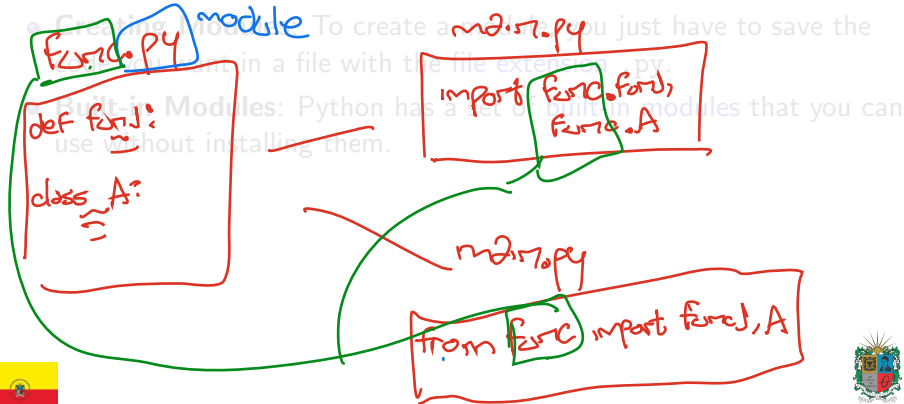 • Creating Modules: To create a module you just have to save the
code you want in a file with the file extension .py.
• Built-in Modules: Python has a set of built-in modules that you can
use without installing them.
module
func.py
def fun1:
class A:
main.py
import func.fun1,
func.A
main.py
from func import func1, A